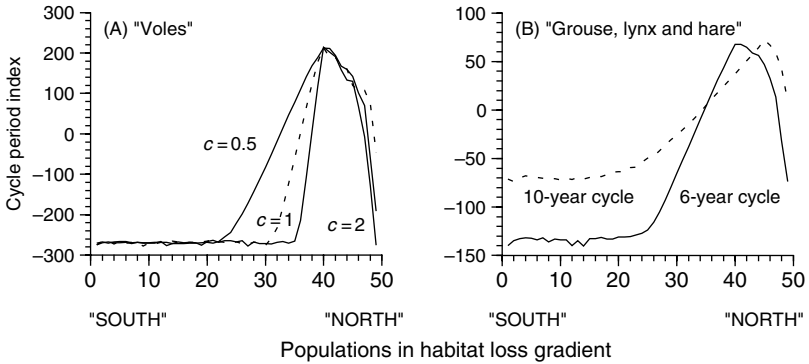 (A) "Voles"
Cycle period index
300
200
100
0
−100
−200
−300
c = 0.5
c = 1
c = 2
0 10 20 30 40 50
"SOUTH" "NORTH"
(B) "Grouse, lynx and hare"
100
50
0
−50
−100
−150
10-year cycle
6-year cycle
0 10 20 30 40 50
"SOUTH" "NORTH"
Populations in habitat loss gradient